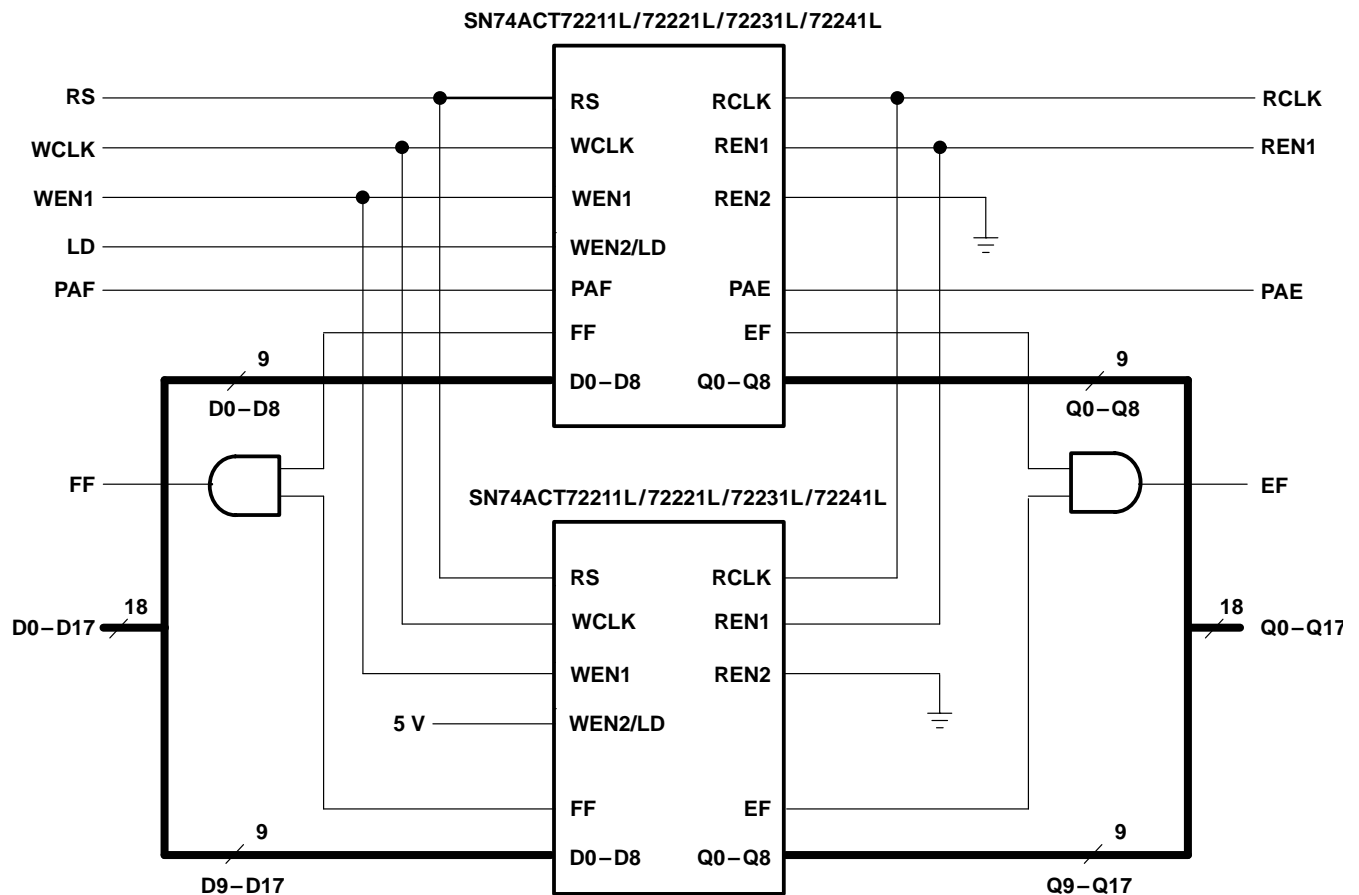 SN74ACT72211L/72221L/72231L/72241L
RS RS RCLK RCLK
WCLK WCLK REN1 REN1
WEN1 WEN1 REN2
LD WEN2/LD
PAF PAF PAE PAE
FF EF
9 D0–D8 Q0–Q8 9
D0–D8 Q0–Q8
FF EF
SN74ACT72211L/72221L/72231L/72241L
RS RCLK
18 WCLK REN1 18
D0–D17 Q0–Q17
WEN1 REN2
5 V WEN2/LD
FF EF
9 D0–D8 Q0–Q8 9
D9–D17 Q9–Q17